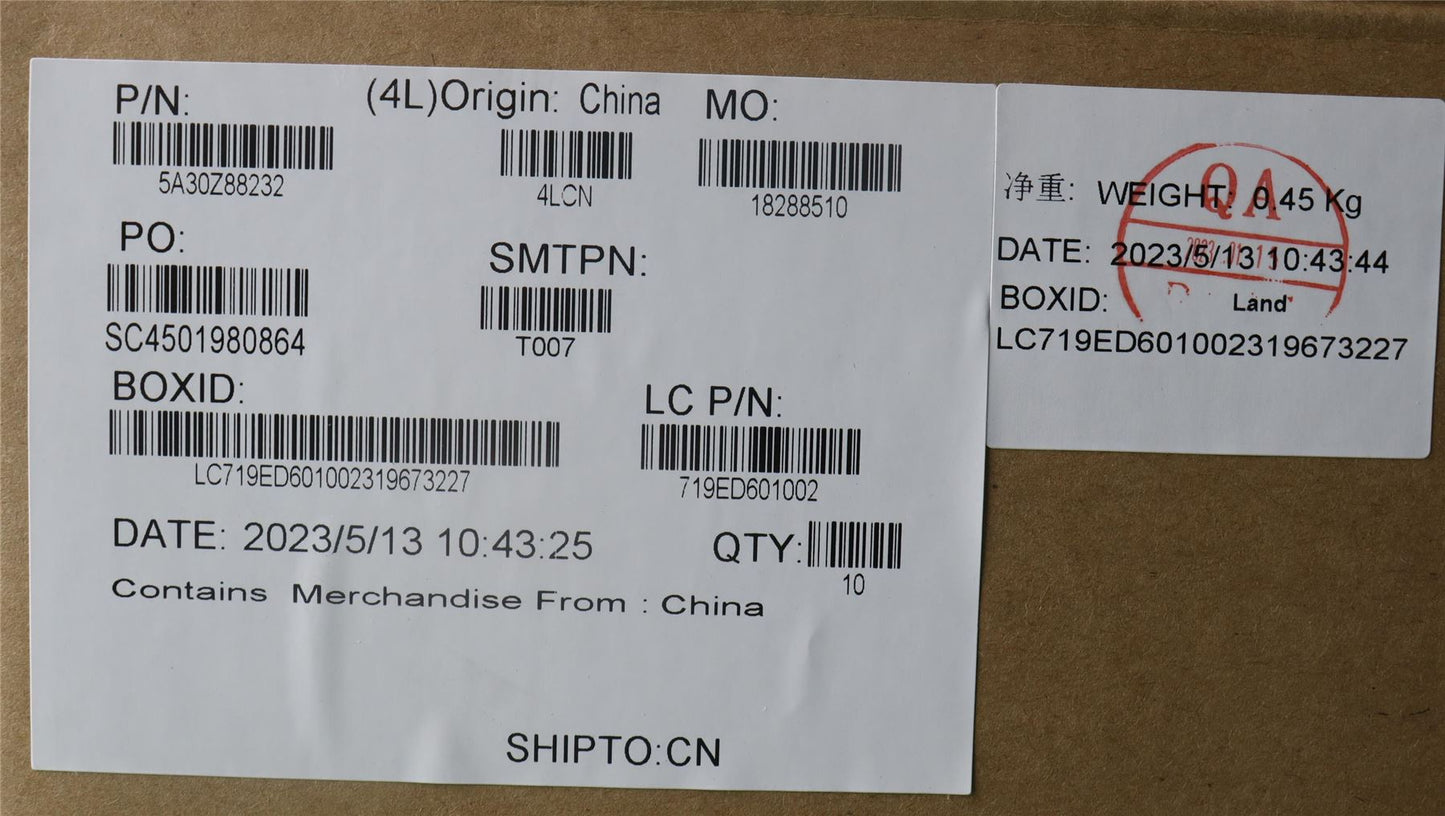 P/N: (4L)Origin: China MO:
5A30Z88232 4LCN 18288510
PO: SMTPN:
SC4501980864 T007
BOXID: LC P/N:
LC719ED601002319673227 719ED601002
DATE: 2023/5/13 10:43:25 QTY:
10
Contains Merchandise From : China
SHIPTO:CN
净重: WEIGHT: 0.45 Kg
QA
DATE: 2023/5/13 10:43:44
BOXID: Land
LC719ED601002319673227